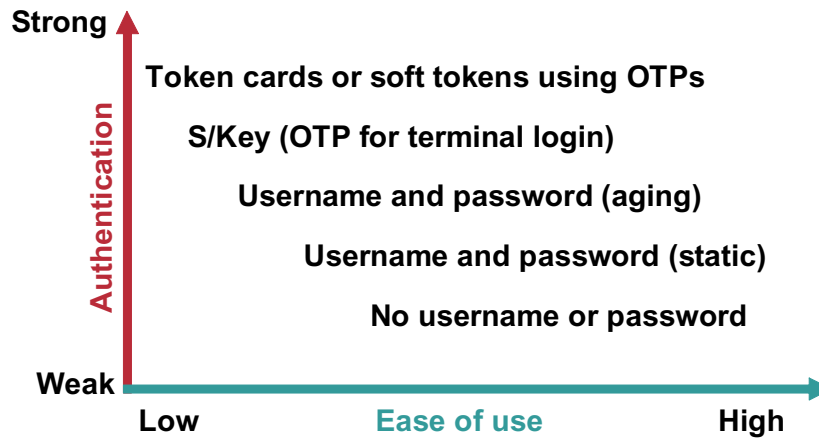 Strong
Token cards or soft tokens using OTPs
S/Key (OTP for terminal login)
Username and password (aging)
Username and password (static)
No username or password
Authentication
Weak
Low Ease of use High